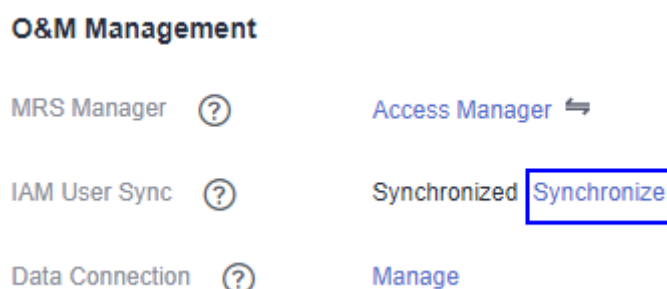 O&M Management
MRS Manager ? Access Manager ⇋
IAM User Sync ? Synchronized Synchronize
Data Connection ? Manage